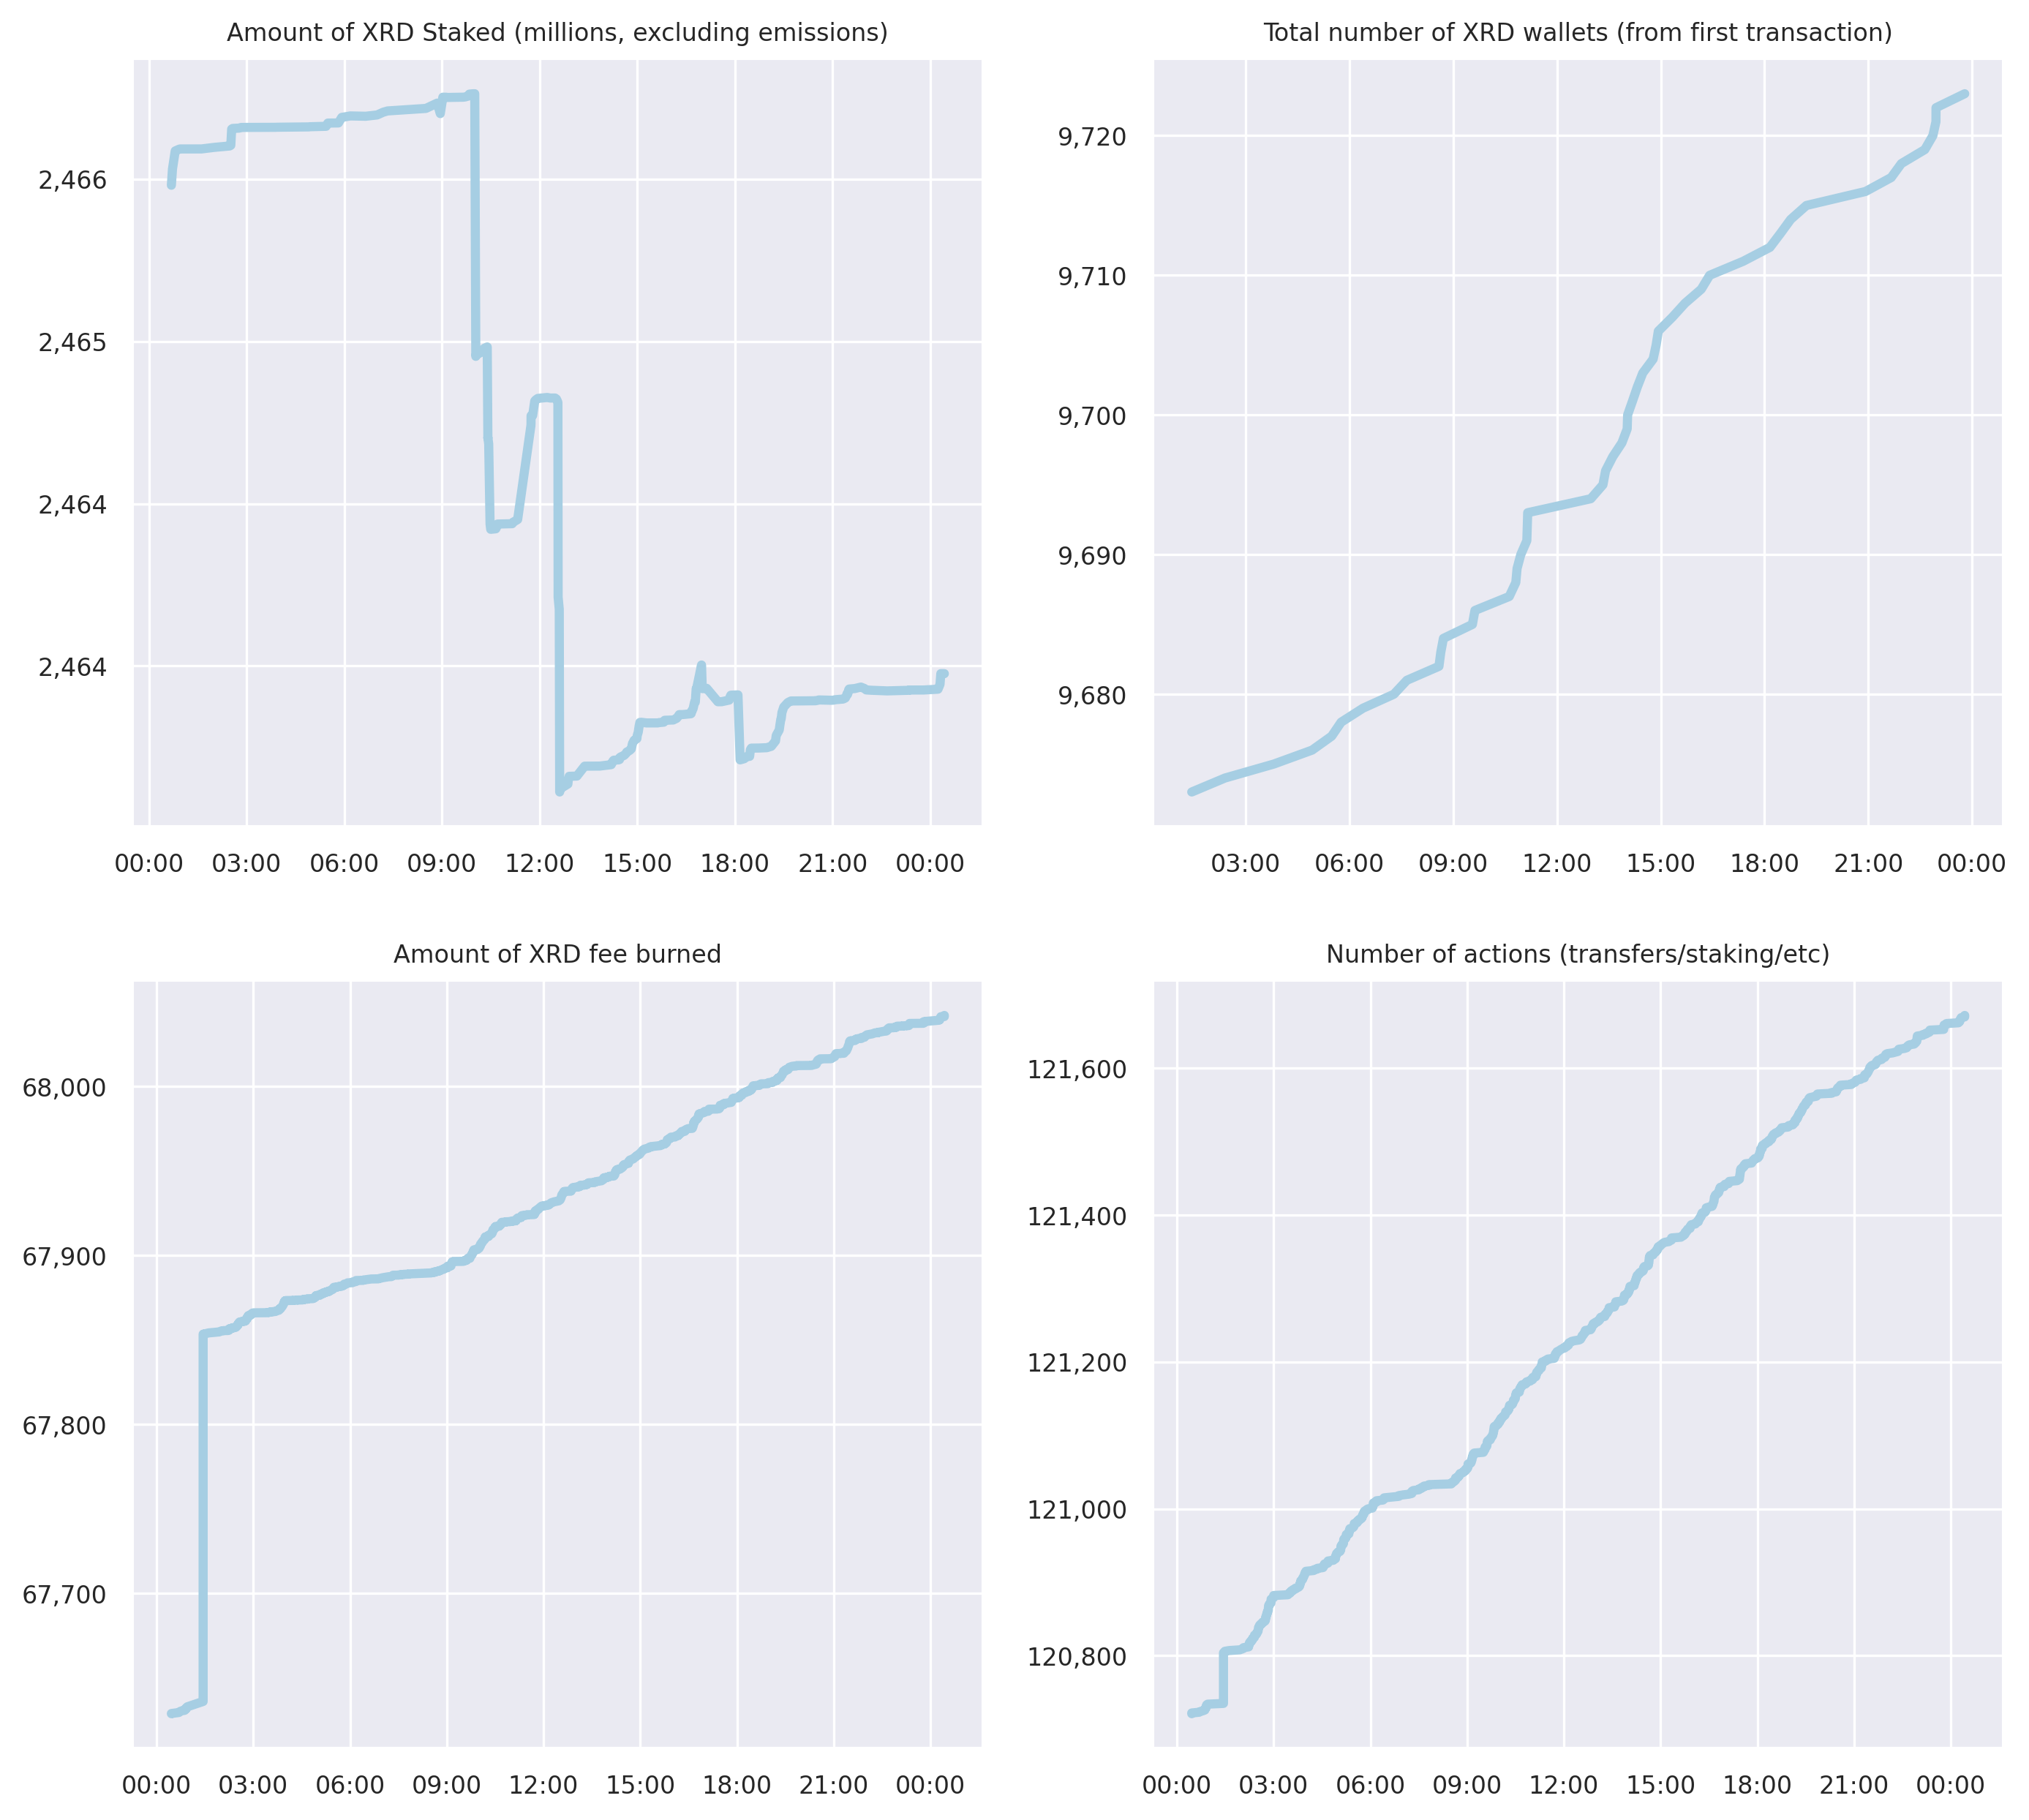 Amount of XRD Staked (millions, excluding emissions)
2,466
2,465
2,464
2,464
00:00 03:00 06:00 09:00 12:00 15:00 18:00 21:00 00:00
Total number of XRD wallets (from first transaction)
9,720
9,710
9,700
9,690
9,680
03:00 06:00 09:00 12:00 15:00 18:00 21:00 00:00
Amount of XRD fee burned
68,000
67,900
67,800
67,700
00:00 03:00 06:00 09:00 12:00 15:00 18:00 21:00 00:00
Number of actions (transfers/staking/etc)
121,600
121,400
121,200
121,000
120,800
00:00 03:00 06:00 09:00 12:00 15:00 18:00 21:00 00:00